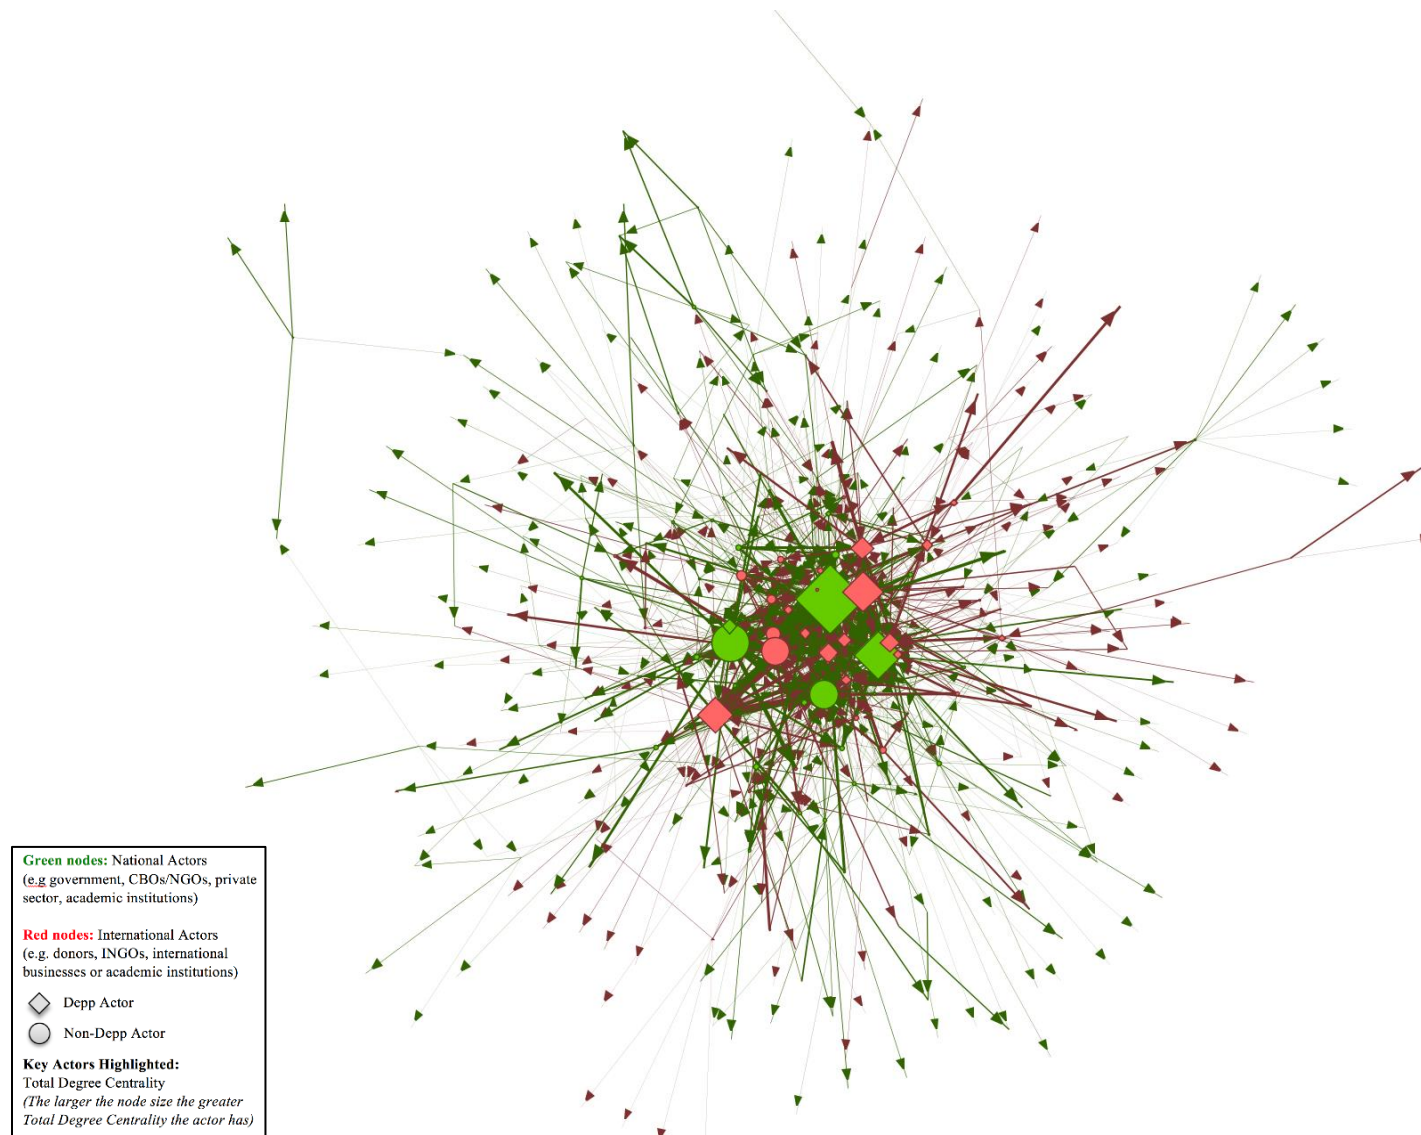 Green nodes: National Actors
(e.g government, CBOs/NGOs, private
sector, academic institutions)
Red nodes: International Actors
(e.g. donors, INGOs, international
businesses or academic institutions)
Depp Actor
Non-Depp Actor
Key Actors Highlighted:
Total Degree Centrality
(The larger the node size the greater
Total Degree Centrality the actor has)